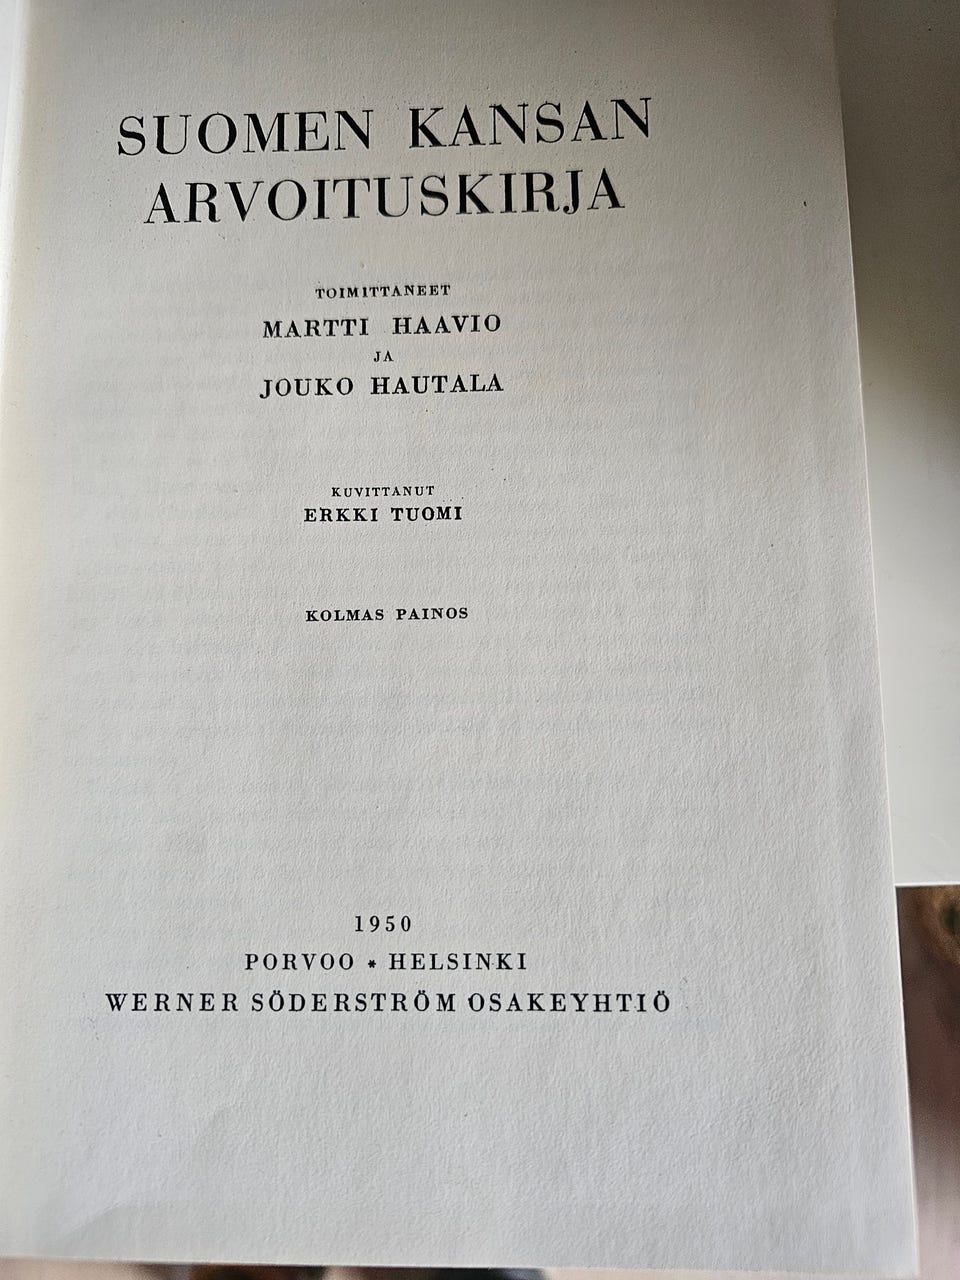 SUOMEN KANSAN
ARVOITUSKIRJA
TOIMITTANEET
MARTTI HAAVIO
JA
JOUKO HAUTALA
KUVITTANUT
ERKKI TUOMI
KOLMAS PAINOS
1950
PORVOO * HELSINKI
WERNER SÖDERSTRÖM OSAKEYHTIÖ